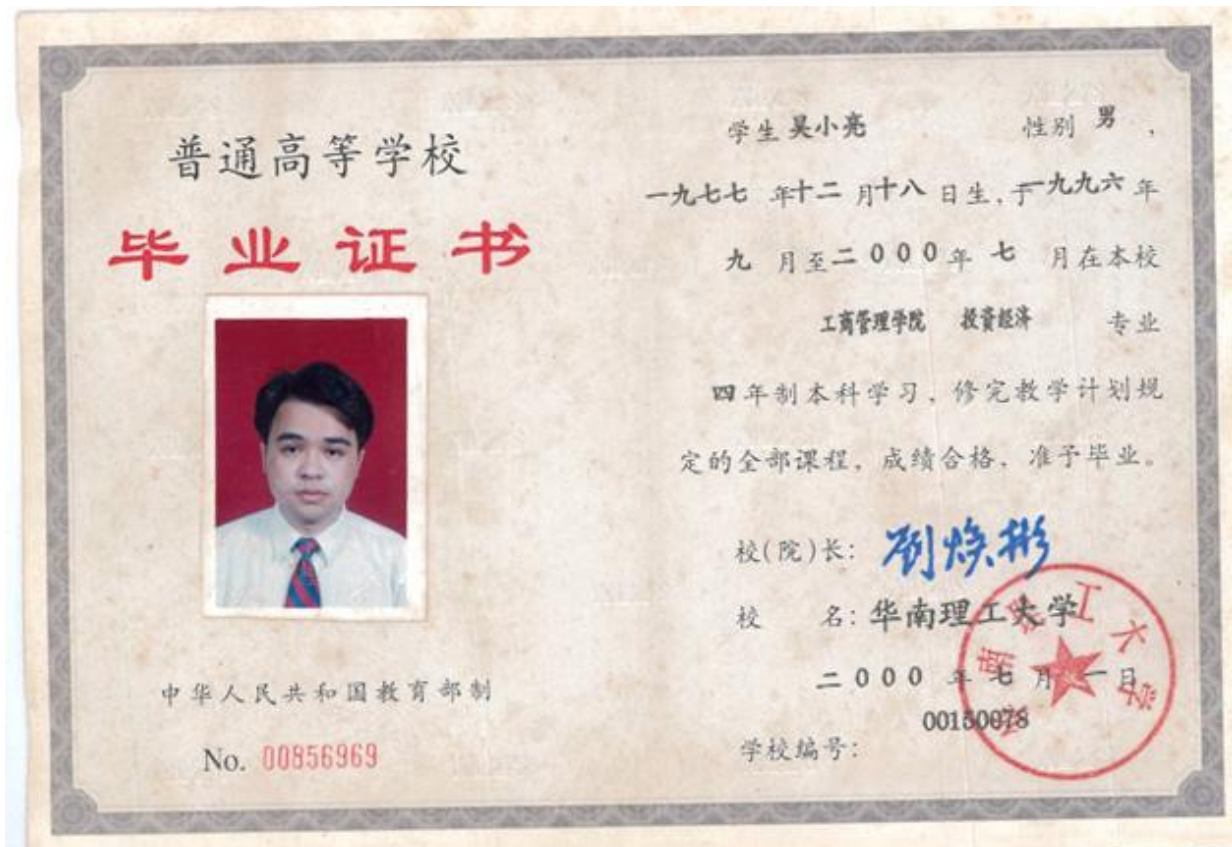 普通高等学校
毕业证书
中华人民共和国教育部制
No. 00856969
学生 吴小亮 性别 男,
一九七七 年十二 月十八 日生,于一九九六 年
九 月至二000年 七 月在本校
工商管理学院 投资经济 专业
四年制本科学习,修完教学计划规
定的全部课程,成绩合格,准予毕业。
校(院)长: 刘焕彬
校 名: 华南理工大学
二000 年 七 月 一 日
00150078
学校编号:
华南理工大学